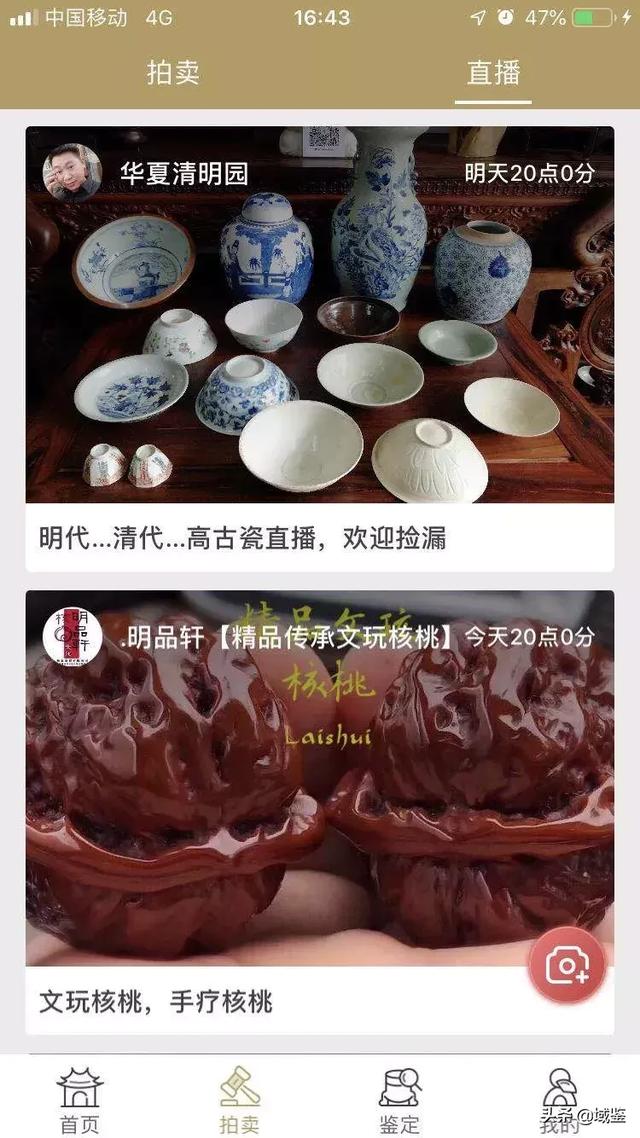 中国移动 4G 16:43 47%
拍卖 直播
华夏清明园 明天20点0分
明代...清代...高古瓷直播，欢迎捡漏
.明品轩【精品传承文玩核桃】今天20点0分
精品文玩
核桃
Laishui
明品轩
文玩核桃，手疗核桃
首页 拍卖 鉴定 我的
头条 @域鉴